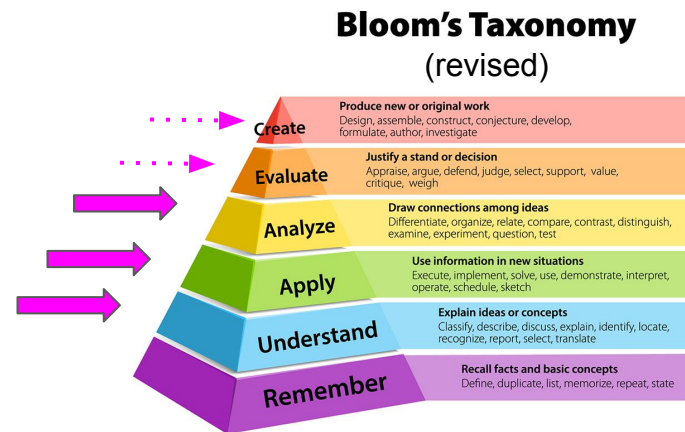 Bloom's Taxonomy
(revised)
Create
Produce new or original work
Design, assemble, construct, conjecture, develop,
formulate, author, investigate
Evaluate
Justify a stand or decision
Appraise, argue, defend, judge, select, support, value,
critique, weigh
Analyze
Draw connections among ideas
Differentiate, organize, relate, compare, contrast, distinguish,
examine, experiment, question, test
Apply
Use information in new situations
Execute, implement, solve, use, demonstrate, interpret,
operate, schedule, sketch
Understand
Explain ideas or concepts
Classify, describe, discuss, explain, identify, locate,
recognize, report, select, translate
Remember
Recall facts and basic concepts
Define, duplicate, list, memorize, repeat, state